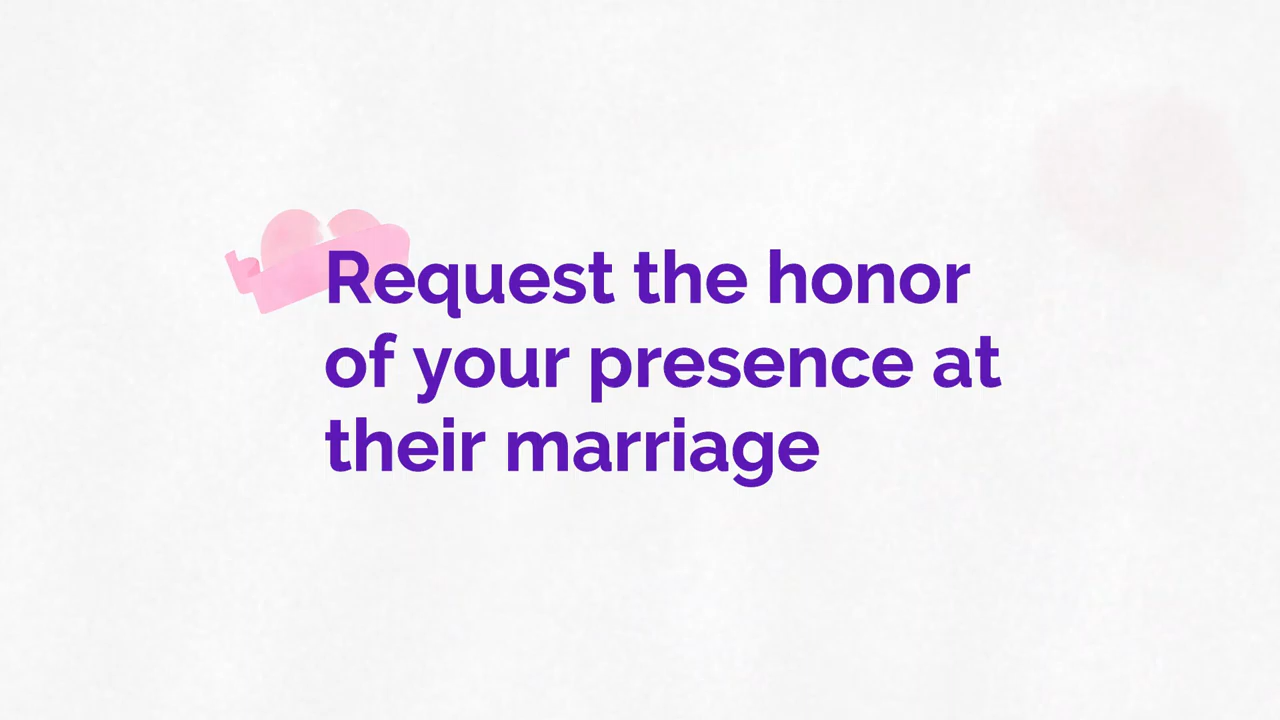 Request the honor
of your presence at
their marriage